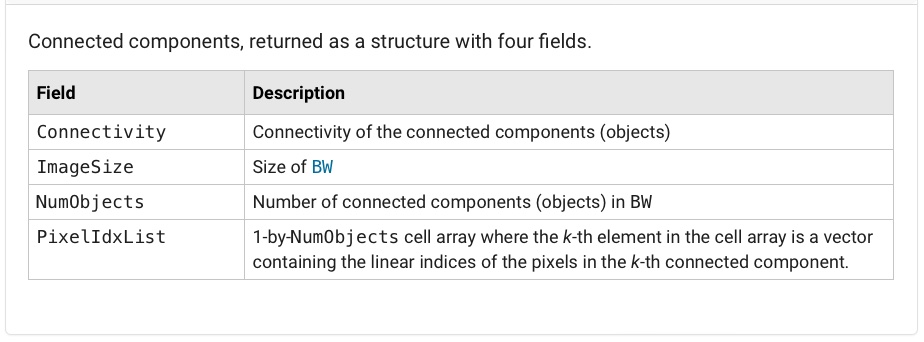 Connected components, returned as a structure with four fields.
Field Description
Connectivity Connectivity of the connected components (objects)
ImageSize Size of BW
NumObjects Number of connected components (objects) in BW
PixelIdxList 1-by-NumObjects cell array where the k-th element in the cell array is a vector
containing the linear indices of the pixels in the k-th connected component.